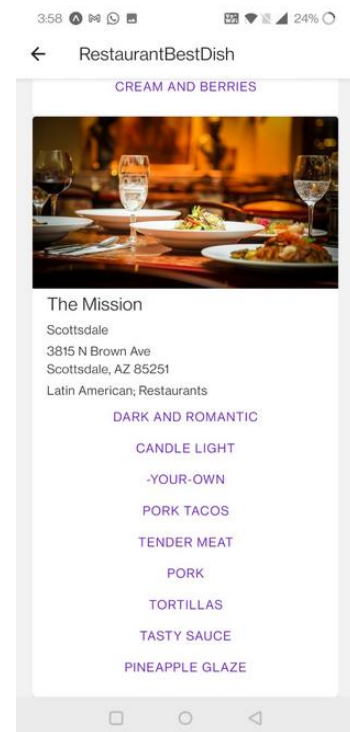 3:58 24%
RestaurantBestDish
CREAM AND BERRIES
The Mission
Scottsdale
3815 N Brown Ave
Scottsdale, AZ 85251
Latin American; Restaurants
DARK AND ROMANTIC
CANDLE LIGHT
-YOUR-OWN
PORK TACOS
TENDER MEAT
PORK
TORTILLAS
TASTY SAUCE
PINEAPPLE GLAZE